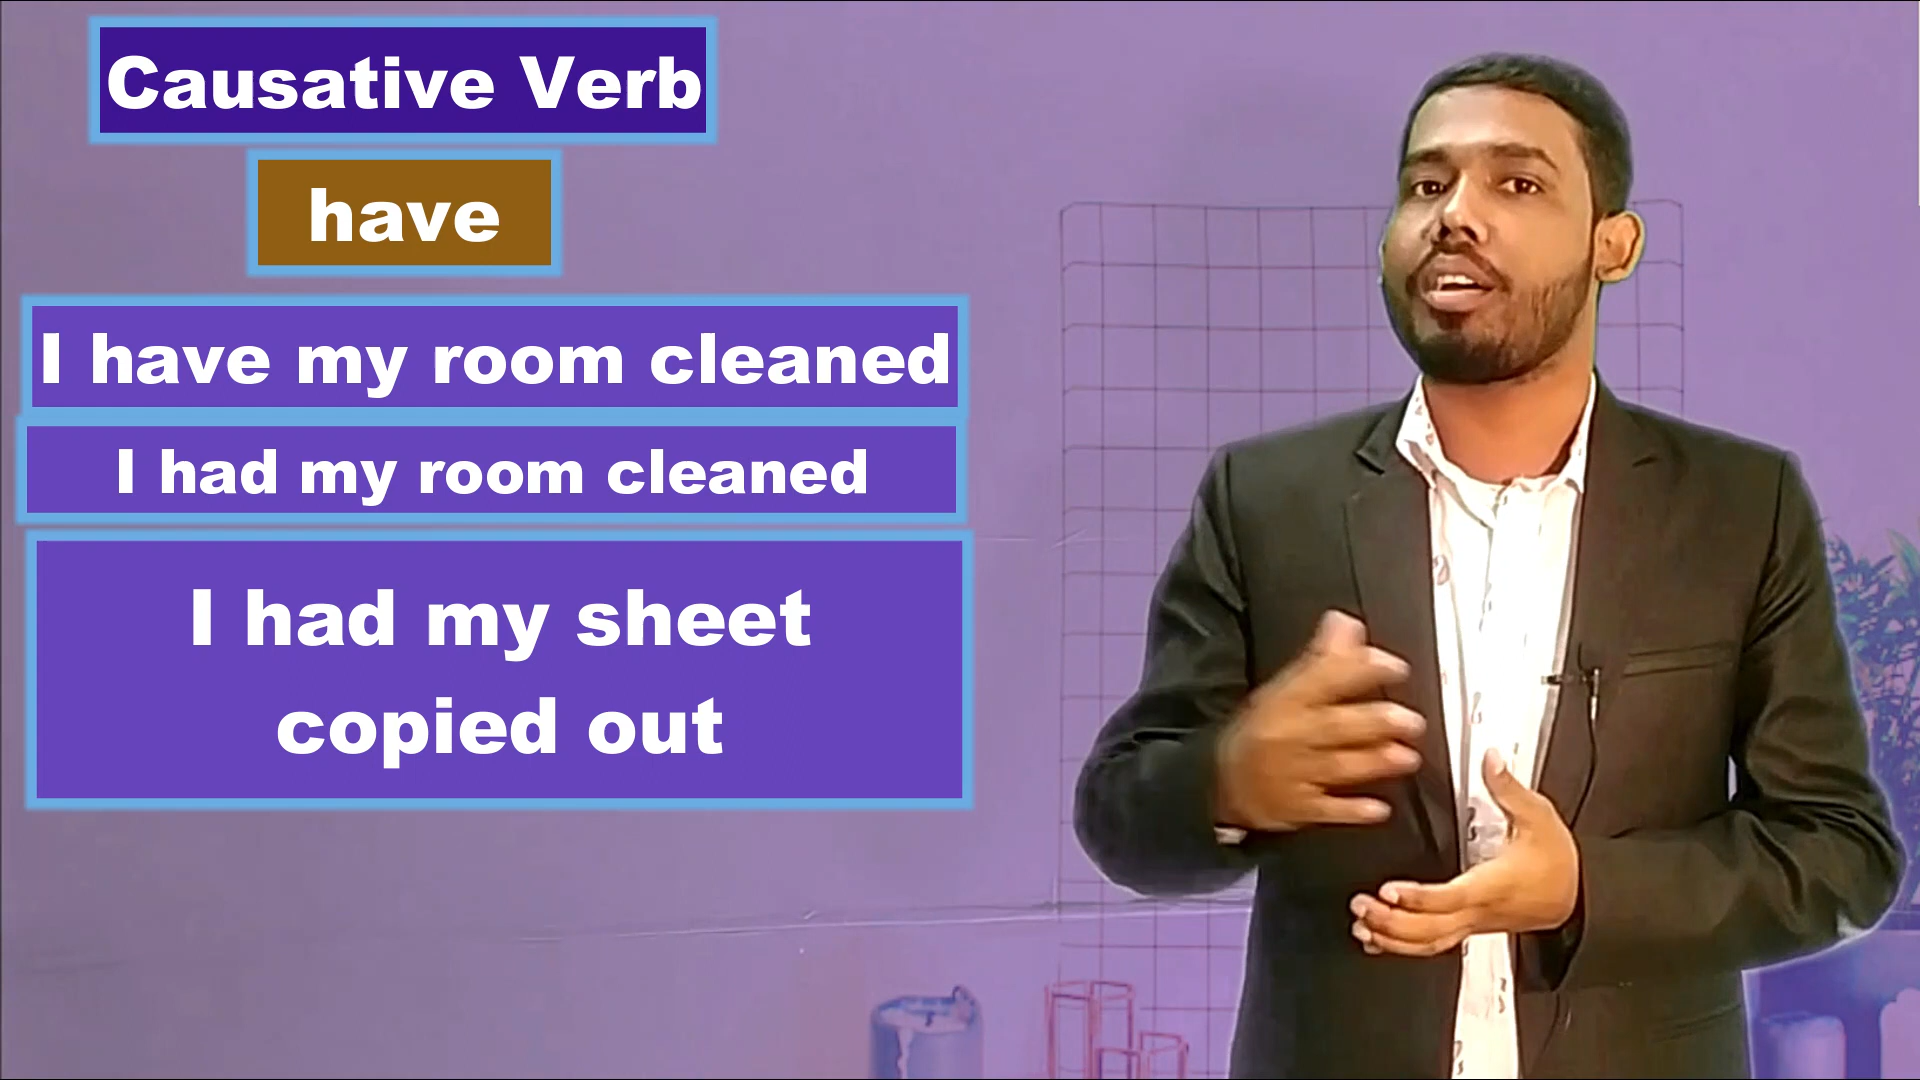 Causative Verb
have
I have my room cleaned
I had my room cleaned
I had my sheet
copied out